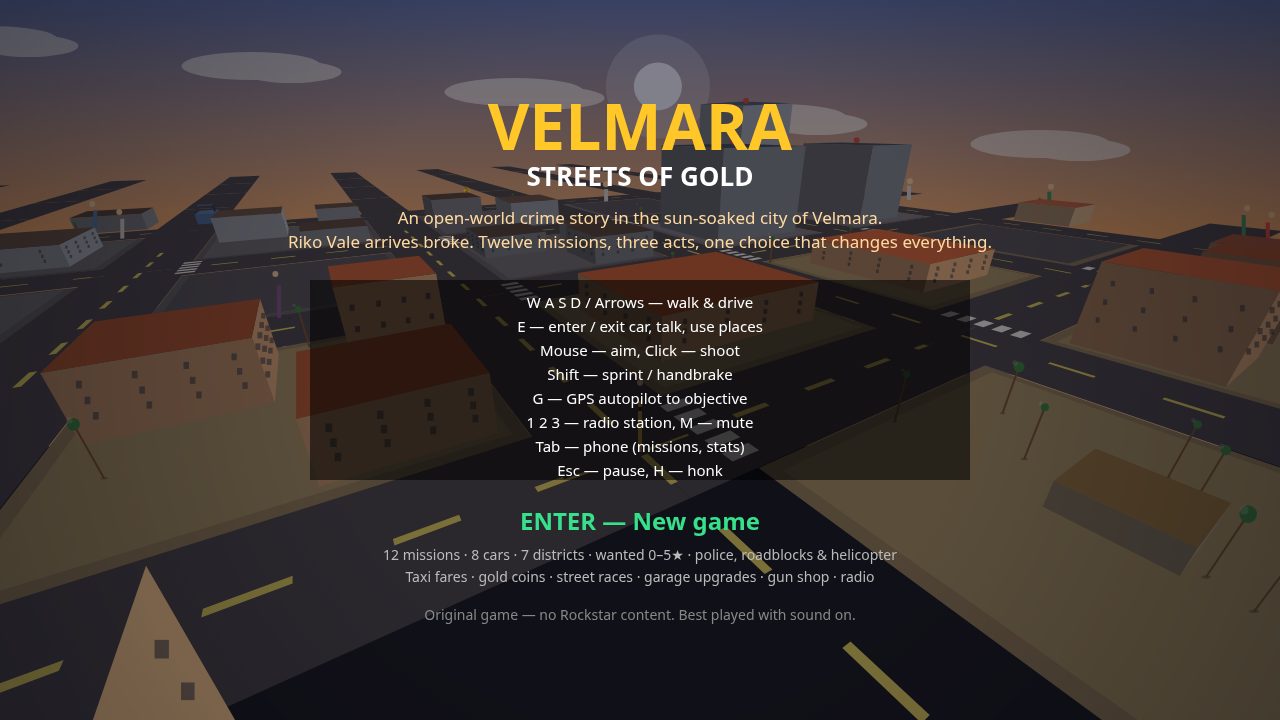 VELMARA
STREETS OF GOLD
An open-world crime story in the sun-soaked city of Velmara.
Riko Vale arrives broke. Twelve missions, three acts, one choice that changes everything.
W A S D / Arrows — walk & drive
E — enter / exit car, talk, use places
Mouse — aim, Click — shoot
Shift — sprint / handbrake
G — GPS autopilot to objective
1 2 3 — radio station, M — mute
Tab — phone (missions, stats)
Esc — pause, H — honk
ENTER — New game
12 missions · 8 cars · 7 districts · wanted 0–5★ · police, roadblocks & helicopter
Taxi fares · gold coins · street races · garage upgrades · gun shop · radio
Original game — no Rockstar content. Best played with sound on.